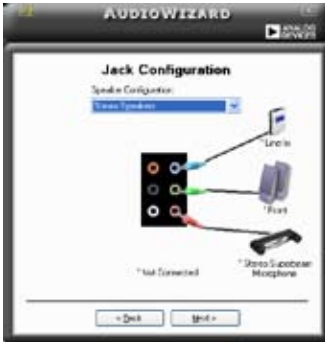 AUDIOWIZARD
ANALOG
DEVICES
Jack Configuration
Speaker Configuration:
Stereo Speakers
*Line In
*Front
*Not Connected
*Stereo Superbeam
Microphone
< Back
Next >